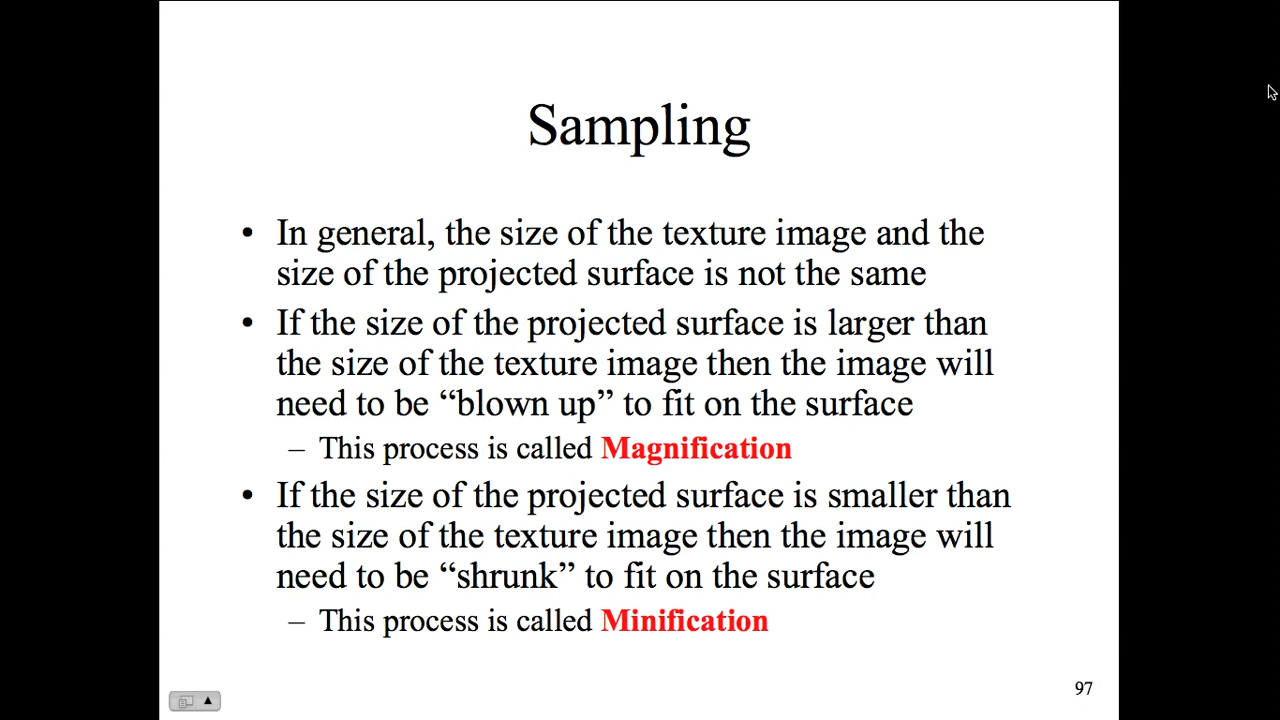 Sampling
• In general, the size of the texture image and the
size of the projected surface is not the same
• If the size of the projected surface is larger than
the size of the texture image then the image will
need to be “blown up” to fit on the surface
– This process is called Magnification
• If the size of the projected surface is smaller than
the size of the texture image then the image will
need to be “shrunk” to fit on the surface
– This process is called Minification
97